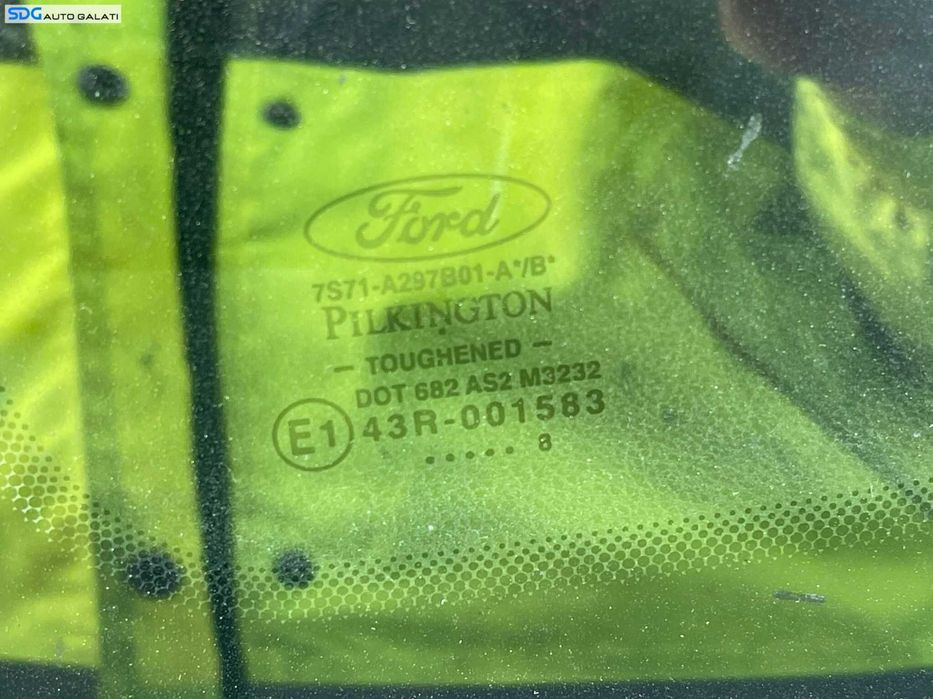 SDG AUTO GALATI
Ford
7S71-A297B01-A*/B*
PILKINGTON
- TOUGHENED -
DOT 682 AS2 M3232
E1 43R-001583
..... 8